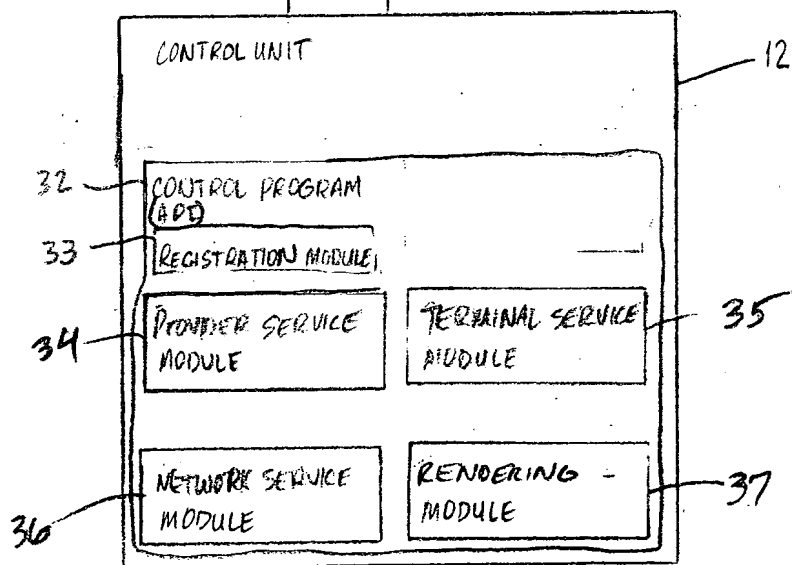 CONTROL UNIT
12
32
CONTROL PROGRAM
(API)
33
REGISTRATION MODULE
34
PROVIDER SERVICE
MODULE
TERMINAL SERVICE
MODULE
35
36
NETWORK SERVICE
MODULE
RENDERING -
MODULE
37